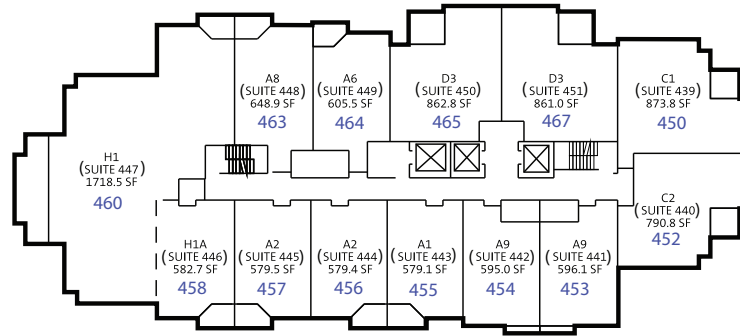 A8
(SUITE 448)
648.9 SF
463
A6
(SUITE 449)
605.5 SF
464
D3
(SUITE 450)
862.8 SF
465
D3
(SUITE 451)
861.0 SF
467
C1
(SUITE 439)
873.8 SF
450
H1
(SUITE 447)
1718.5 SF
460
C2
(SUITE 440)
790.8 SF
452
H1A
(SUITE 446)
582.7 SF
458
A2
(SUITE 445)
579.5 SF
457
A2
(SUITE 444)
579.4 SF
456
A1
(SUITE 443)
579.1 SF
455
A9
(SUITE 442)
595.0 SF
454
A9
(SUITE 441)
596.1 SF
453